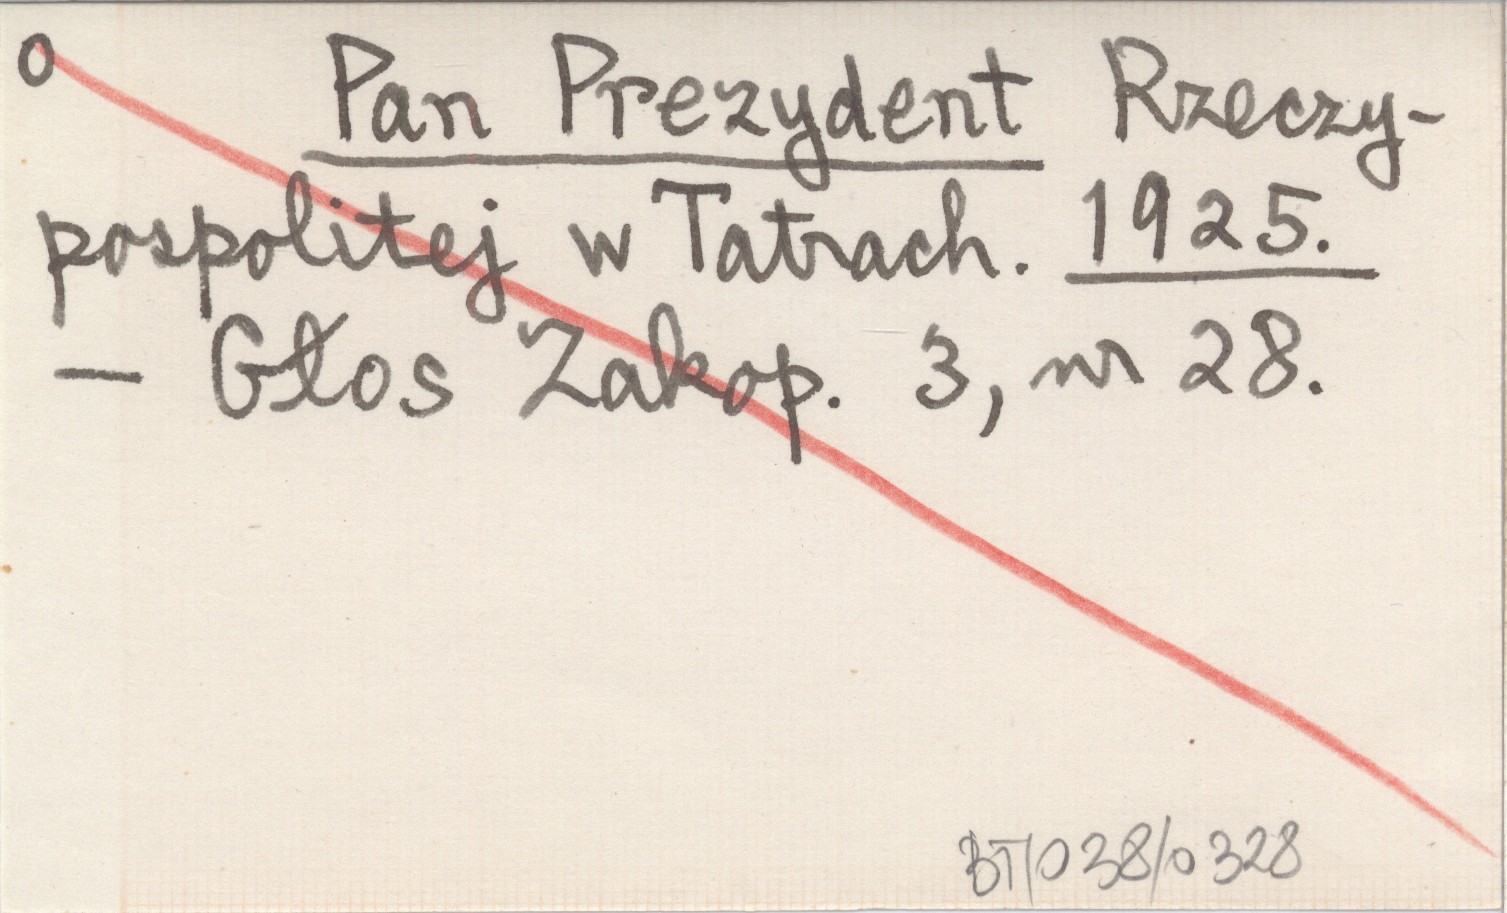 o Pan Prezydent Rzeczy-
pospolitej w Tatrach. 1925.
— Głos Zakop. 3, nr 28.
BT/038/0328